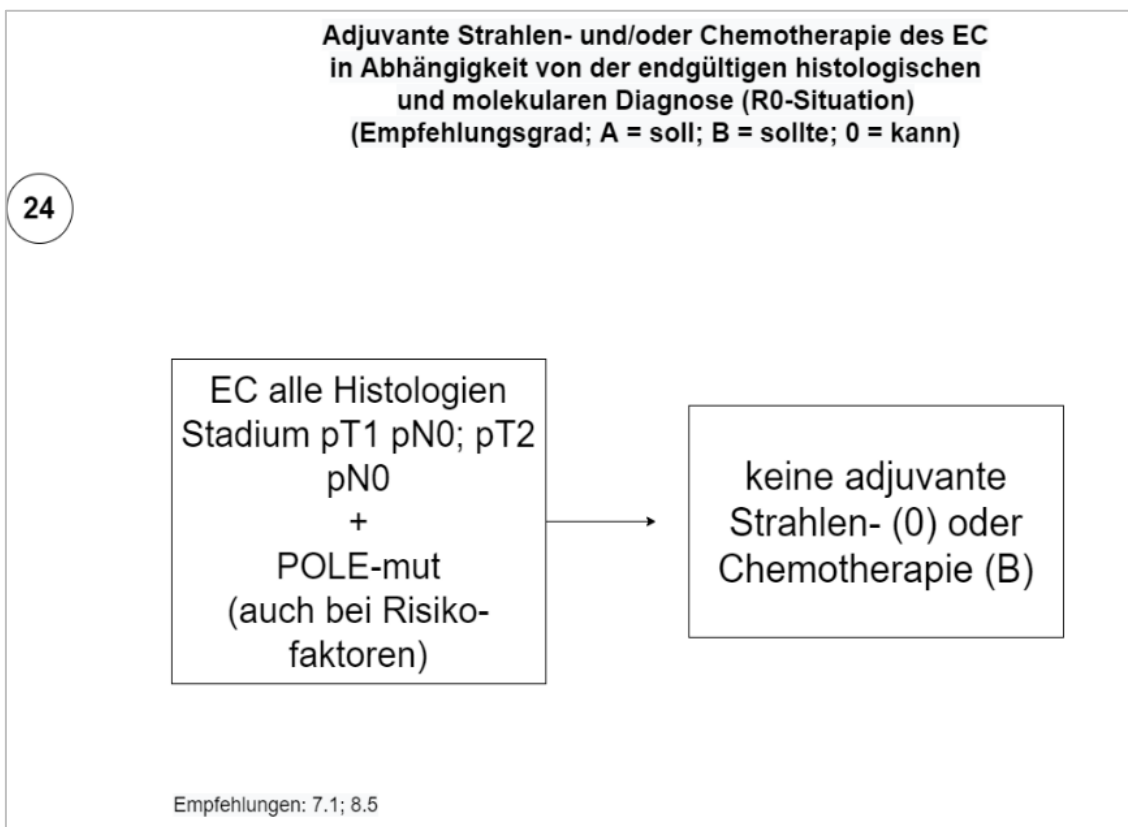 Adjuvante Strahlen- und/oder Chemotherapie des EC
in Abhängigkeit von der endgültigen histologischen
und molekularen Diagnose (R0-Situation)
(Empfehlungsgrad; A = soll; B = sollte; 0 = kann)
24
EC alle Histologien
Stadium pT1 pN0; pT2
pN0
+
POLE-mut
(auch bei Risiko-
faktoren)
keine adjuvante
Strahlen- (0) oder
Chemotherapie (B)
Empfehlungen: 7.1; 8.5